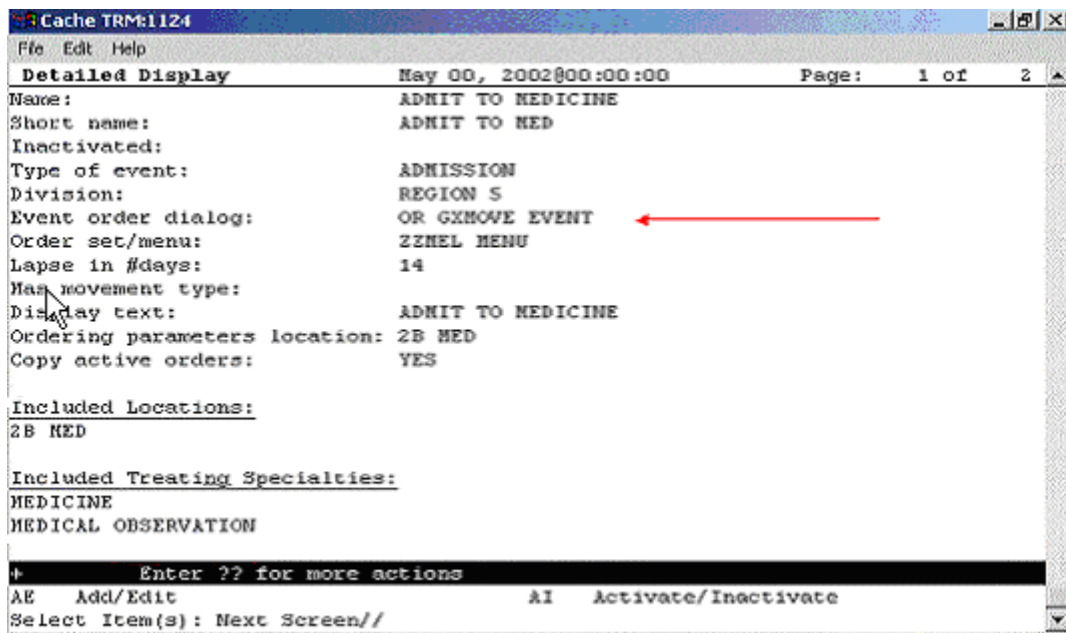 Cache TRM:1124
File Edit Help
Detailed Display May 00, 2002@00:00:00 Page: 1 of 2
Name: ADMIT TO MEDICINE
Short name: ADMIT TO MED
Inactivated:
Type of event: ADMISSION
Division: REGION 5
Event order dialog: OR GXMOVE EVENT
Order set/menu: ZZMEL MENU
Lapse in #days: 14
Mas movement type:
Display text: ADMIT TO MEDICINE
Ordering parameters location: 2B MED
Copy active orders: YES
Included Locations:
2B MED
Included Treating Specialties:
MEDICINE
MEDICAL OBSERVATION
+ Enter ?? for more actions
AE Add/Edit AI Activate/Inactivate
Select Item(s): Next Screen//